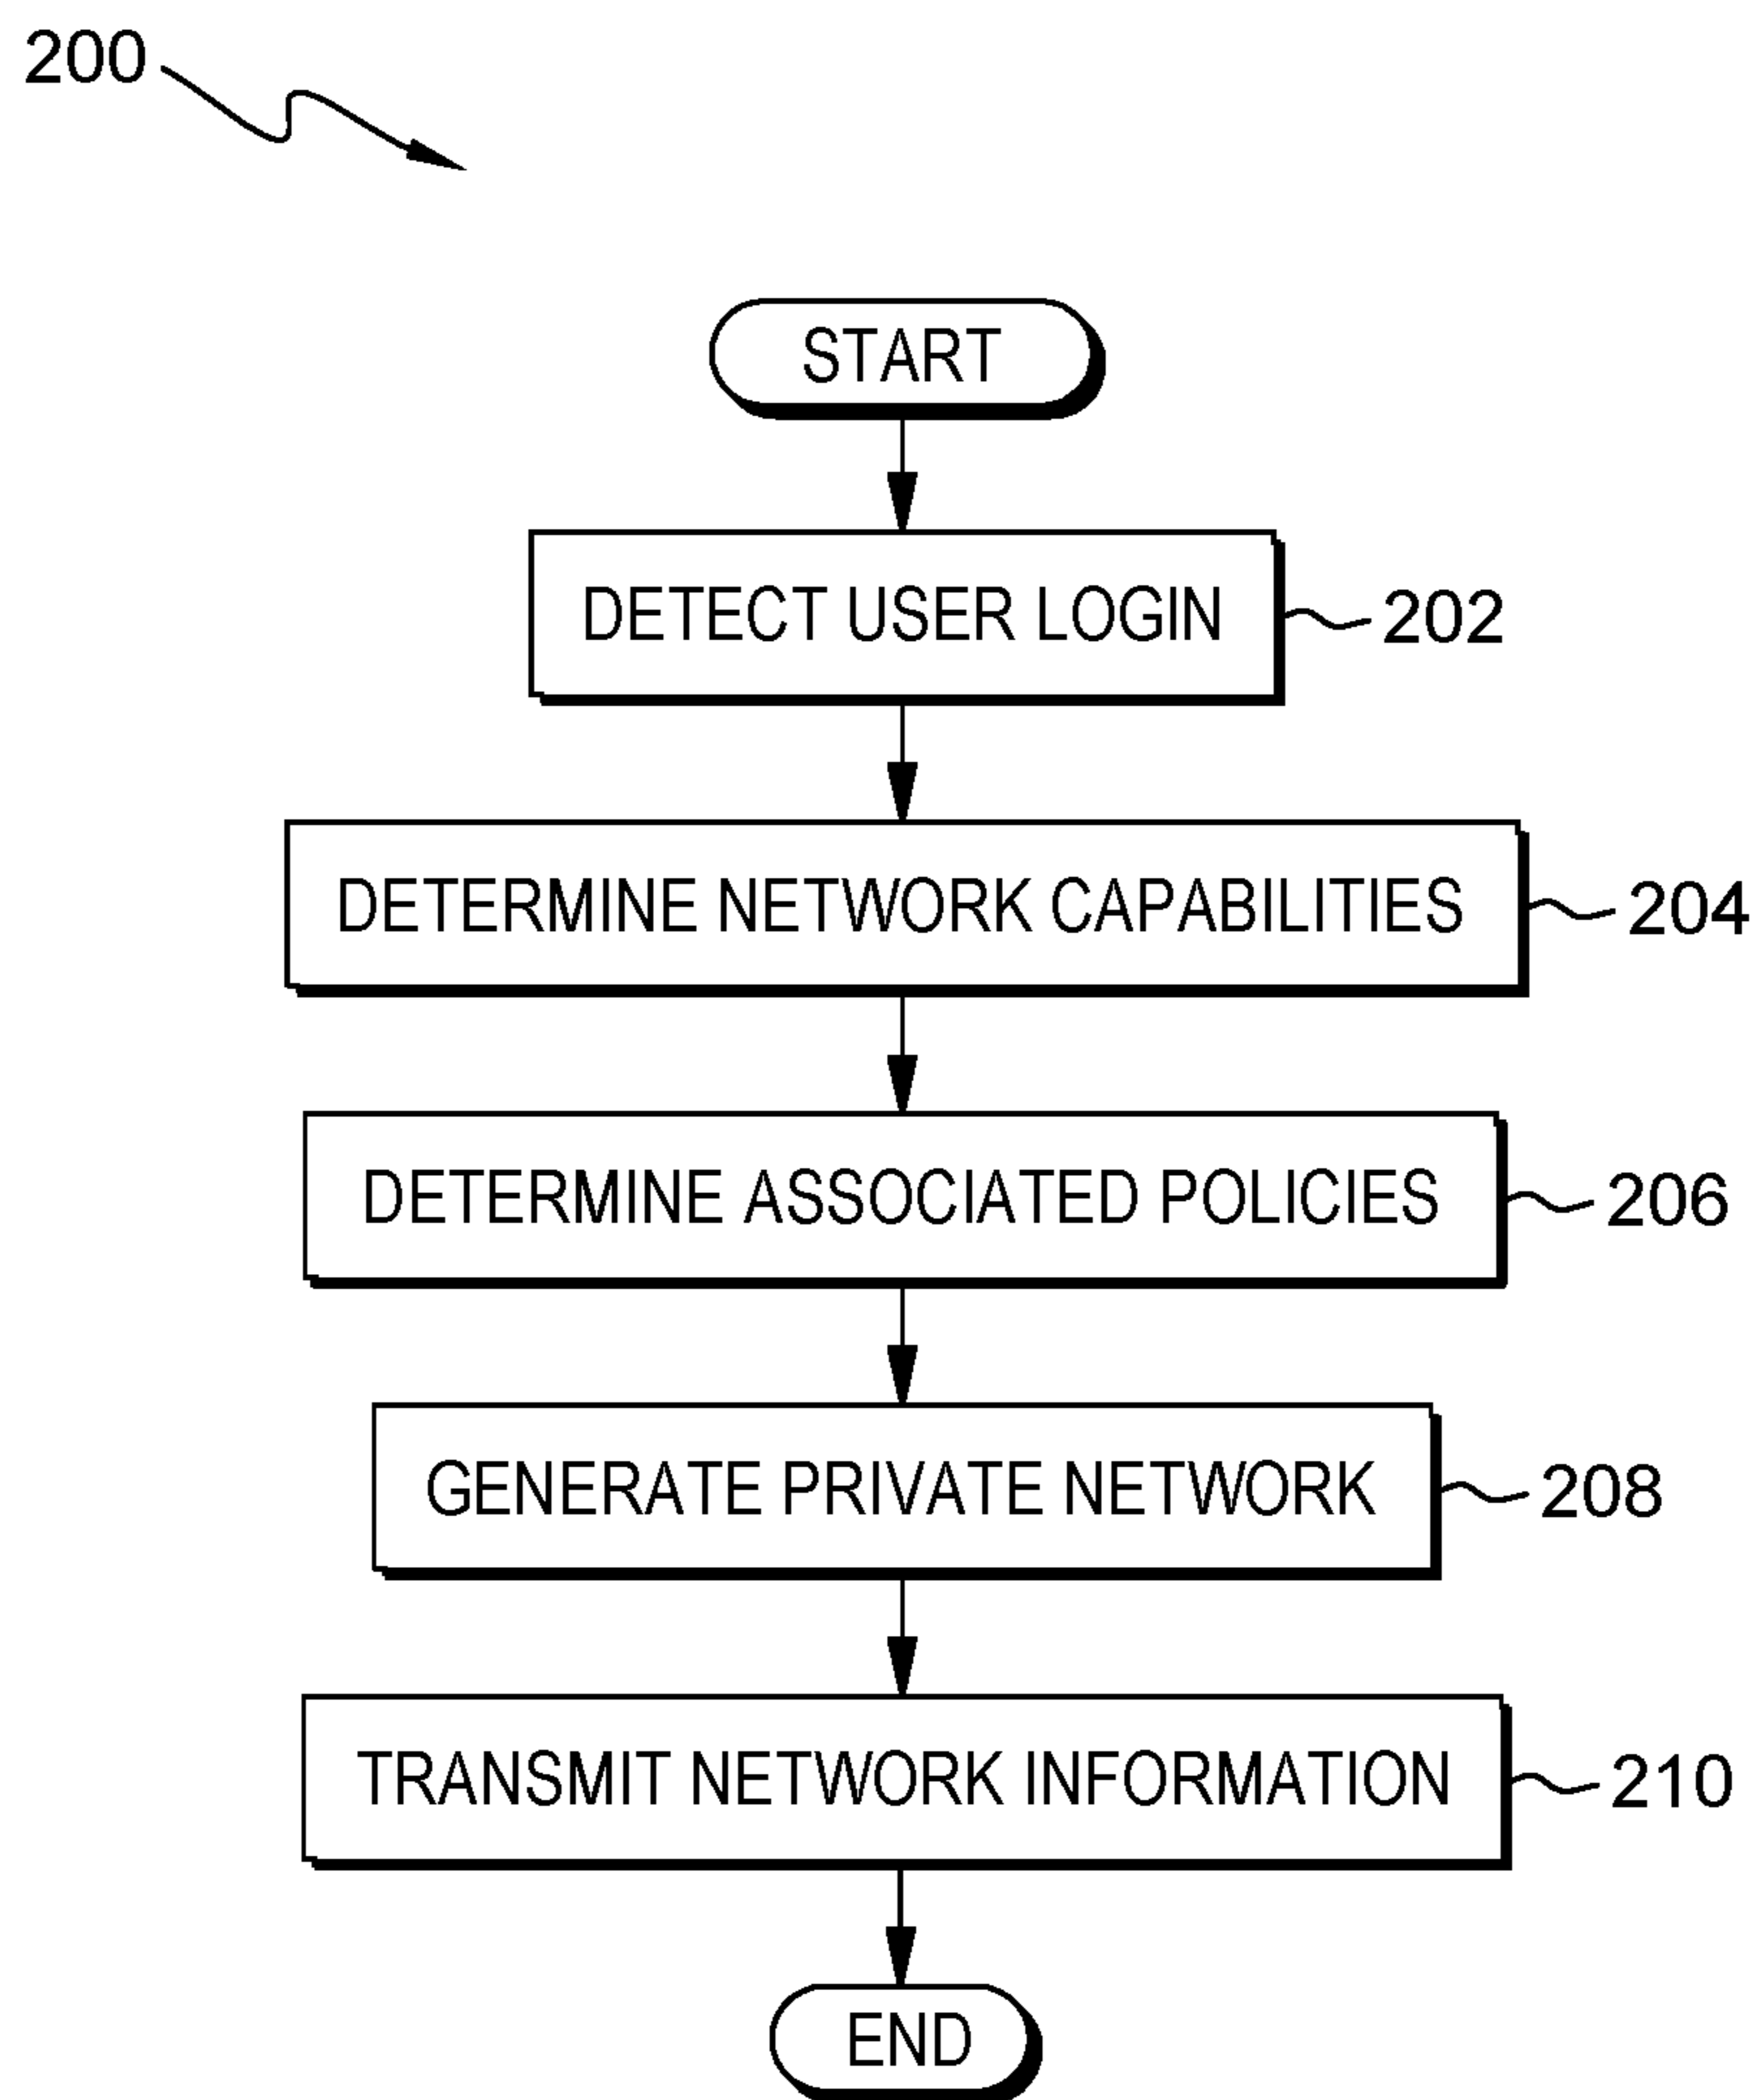 200
START
DETECT USER LOGIN
202
DETERMINE NETWORK CAPABILITIES
204
DETERMINE ASSOCIATED POLICIES
206
GENERATE PRIVATE NETWORK
208
TRANSMIT NETWORK INFORMATION
210
END